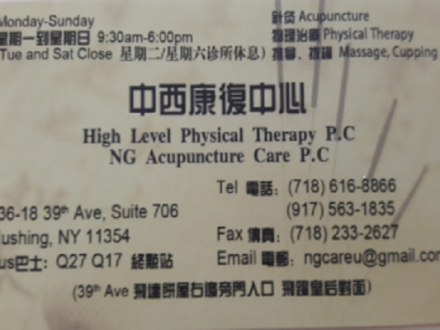 Monday-Sunday
星期一到星期日 9:30am-6:00pm
(Tue and Sat Close 星期二/星期六诊所休息)
針灸 Acupuncture
物理治療 Physical Therapy
推拿, 拔罐 Massage, Cupping
中西康復中心
High Level Physical Therapy P.C
NG Acupuncture Care P.C
Tel 電話: (718) 616-8866
(917) 563-1835
36-18 39th Ave, Suite 706
lushing, NY 11354
us巴士: Q27 Q17 終點站
Fax 傳真: (718) 233-2627
Email 電郵: ngcareu@gmail.con
(39th Ave 飛達餅屋右邊旁門入口 飛躍皇后對面)